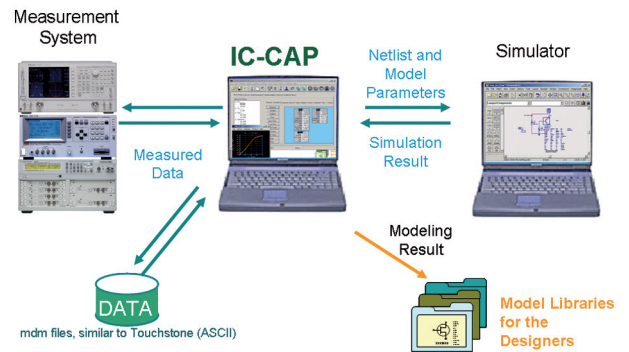 Measurement
System
IC-CAP
Netlist and
Model
Parameters
Simulator
Measured
Data
Simulation
Result
Modeling
Result
DATA
mdm files, similar to Touchstone (ASCII)
Model Libraries
for the
Designers